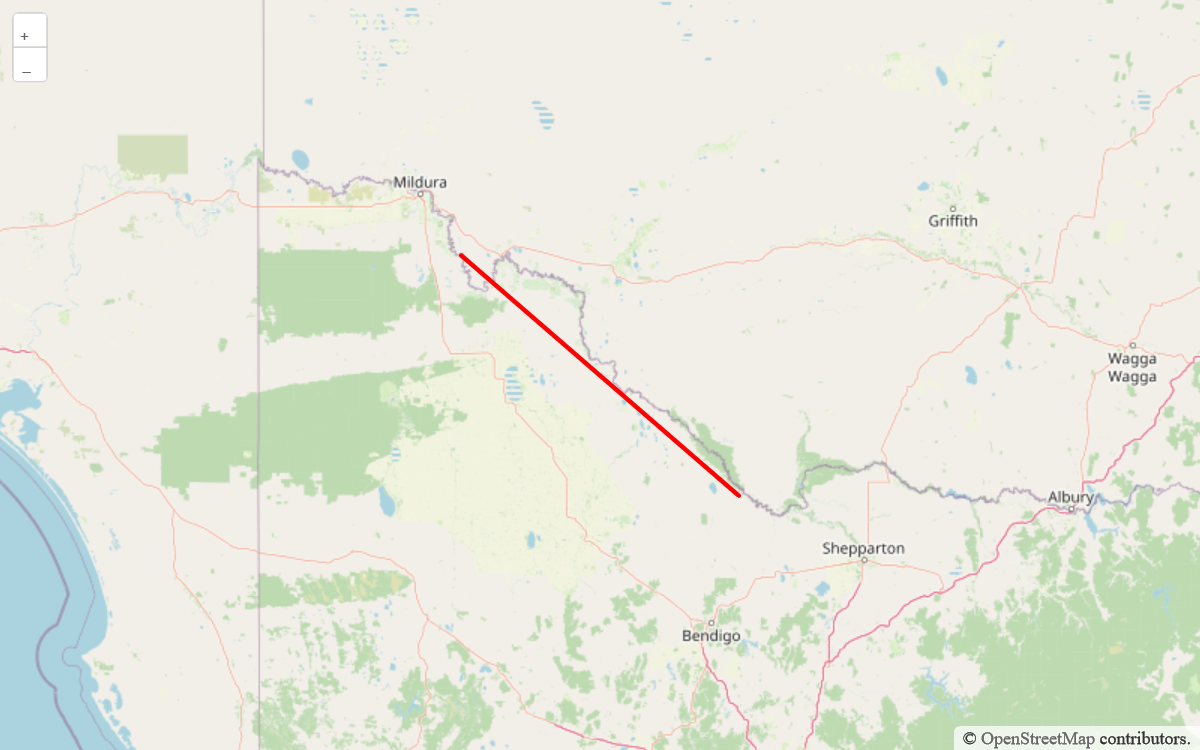 +
–
Mildura
Griffith
Wagga
Wagga
Albury
Shepparton
Bendigo
© OpenStreetMap contributors.